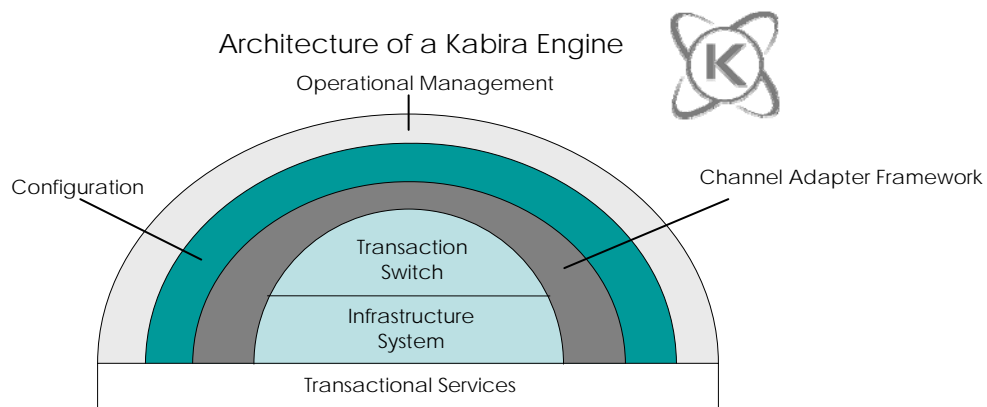 Architecture of a Kabira Engine
K
Operational Management
Configuration
Channel Adapter Framework
Transaction
Switch
Infrastructure
System
Transactional Services